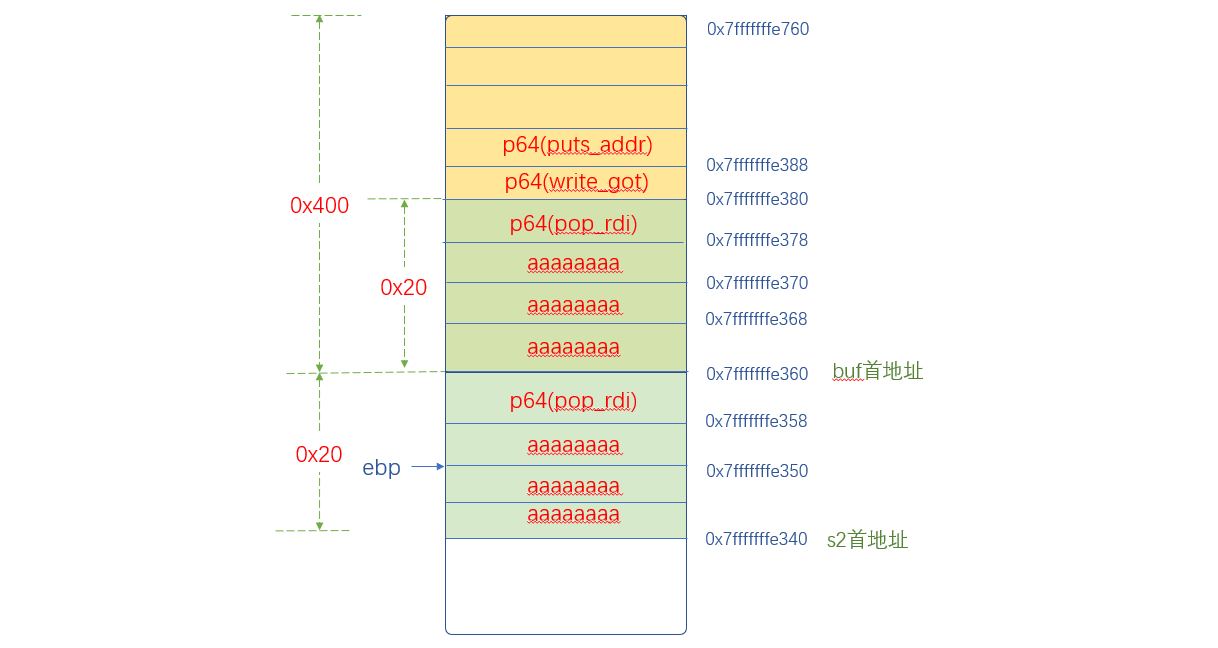 0x7fffffffe760
p64(puts_addr)
0x7fffffffe388
p64(write_got)
0x7fffffffe380
0x400
p64(pop_rdi)
0x7fffffffe378
aaaaaaaa
0x7fffffffe370
0x20
aaaaaaaa
0x7fffffffe368
aaaaaaaa
0x7fffffffe360 buf首地址
p64(pop_rdi)
0x7fffffffe358
aaaaaaaa
0x20
ebp
0x7fffffffe350
aaaaaaaa
aaaaaaaa
0x7fffffffe340 s2首地址